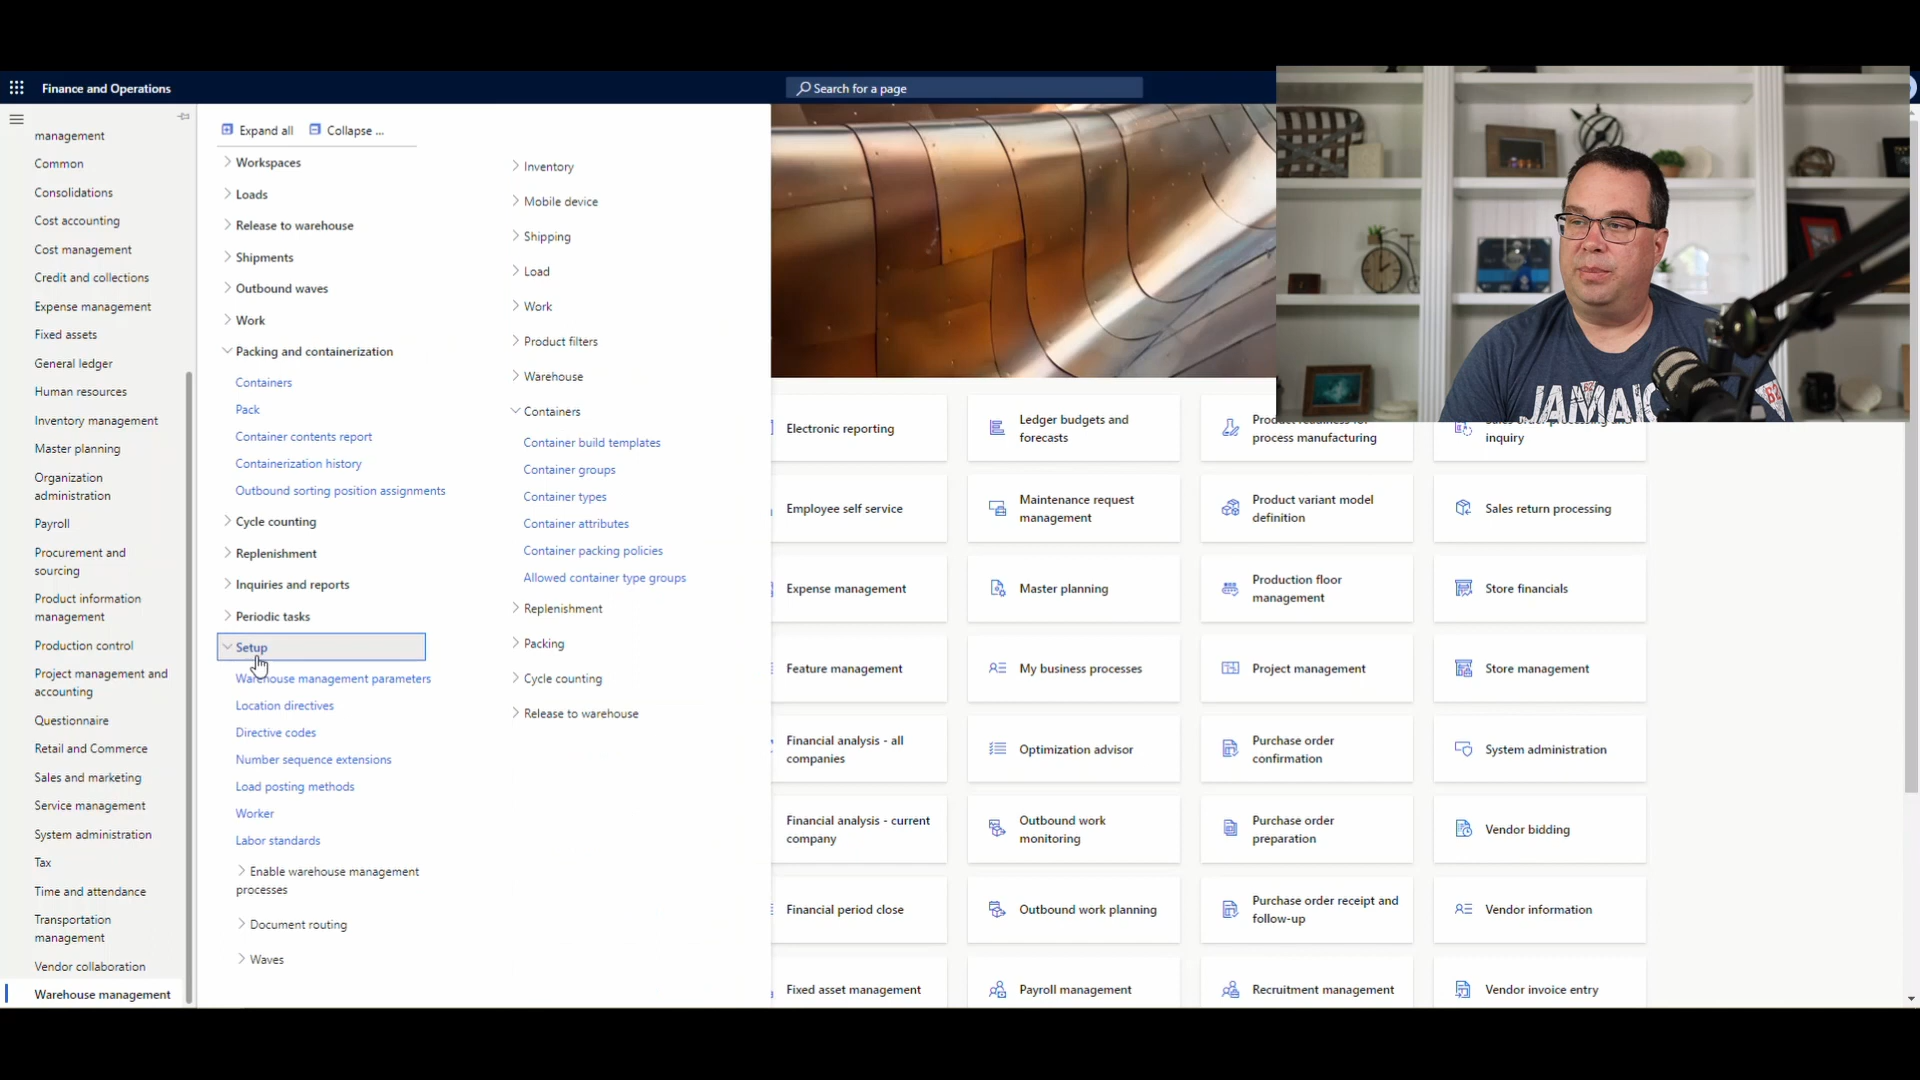 Finance and Operations
Search for a page
management
Common
Consolidations
Cost accounting
Cost management
Credit and collections
Expense management
Fixed assets
General ledger
Human resources
Inventory management
Master planning
Organization
administration
Payroll
Procurement and
sourcing
Product information
management
Production control
Project management and
accounting
Questionnaire
Retail and Commerce
Sales and marketing
Service management
System administration
Tax
Time and attendance
Transportation
management
Vendor collaboration
Warehouse management
Expand all
Collapse ...
Workspaces
Loads
Release to warehouse
Shipments
Outbound waves
Work
Packing and containerization
Containers
Pack
Container contents report
Containerization history
Outbound sorting position assignments
Cycle counting
Replenishment
Inquiries and reports
Periodic tasks
Setup
Warehouse management parameters
Location directives
Directive codes
Number sequence extensions
Load posting methods
Worker
Labor standards
Enable warehouse management
processes
Document routing
Waves
Inventory
Mobile device
Shipping
Load
Work
Product filters
Warehouse
Containers
Container build templates
Container groups
Container types
Container attributes
Container packing policies
Allowed container type groups
Replenishment
Packing
Cycle counting
Release to warehouse
Electronic reporting
Employee self service
Expense management
Feature management
Financial analysis - all
companies
Financial analysis - current
company
Financial period close
Fixed asset management
Ledger budgets and
forecasts
Maintenance request
management
Master planning
My business processes
Optimization advisor
Outbound work
monitoring
Outbound work planning
Payroll management
process manufacturing
Product variant model
definition
Production floor
management
Project management
Purchase order
confirmation
Purchase order
preparation
Purchase order receipt and
follow-up
Recruitment management
inquiry
Sales return processing
Store financials
Store management
System administration
Vendor bidding
Vendor information
Vendor invoice entry